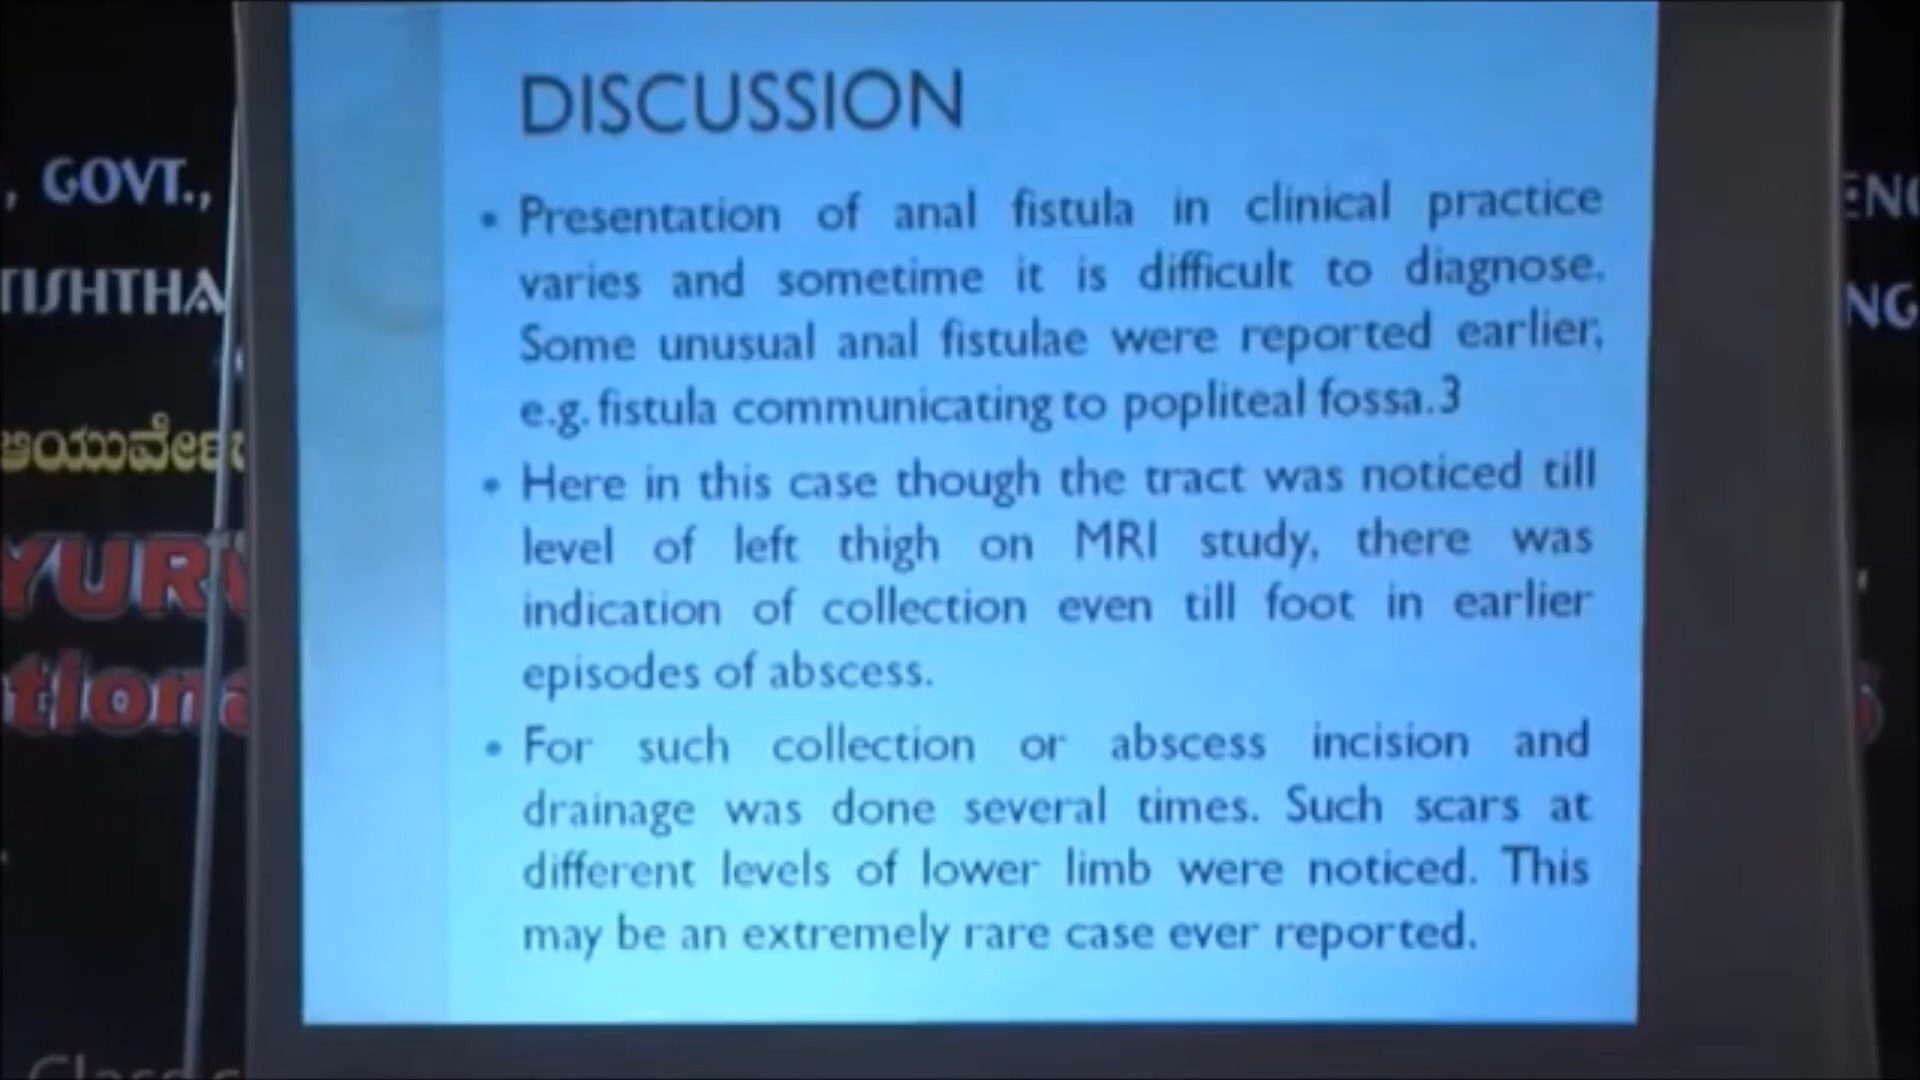 DISCUSSION
• Presentation of anal fistula in clinical practice
varies and sometime it is difficult to diagnose.
Some unusual anal fistulae were reported earlier,
e.g. fistula communicating to popliteal fossa.3
• Here in this case though the tract was noticed till
level of left thigh on MRI study, there was
indication of collection even till foot in earlier
episodes of abscess.
• For such collection or abscess incision and
drainage was done several times. Such scars at
different levels of lower limb were noticed. This
may be an extremely rare case ever reported.
, GOVT.,
TISHTHA
YUR
tiona
ENG
NG